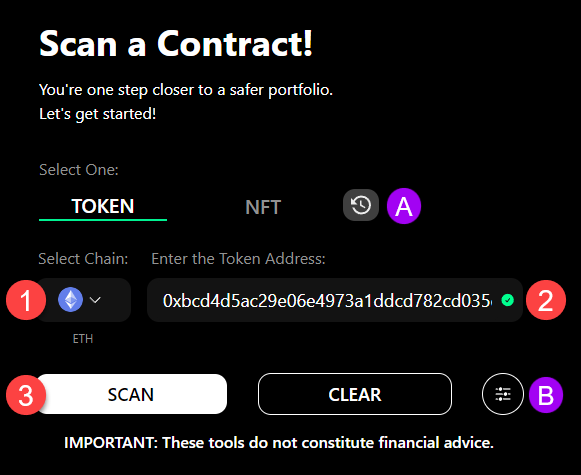 Scan a Contract!
You're one step closer to a safer portfolio.
Let's get started!
Select One:
TOKEN NFT A
Select Chain: Enter the Token Address:
1 0xbcd4d5ac29e06e4973a1ddcd782cd035 2
ETH
3 SCAN CLEAR B
IMPORTANT: These tools do not constitute financial advice.